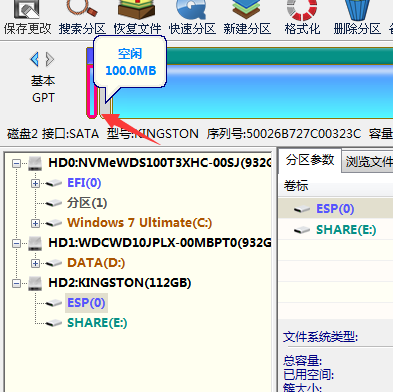 保存更改 搜索分区 恢复文件 快速分区 新建分区 格式化 删除分区
空闲
100.0MB
基本
GPT
磁盘2 接口:SATA 型号:KINGSTON 序列号:50026B727C00323C 容量
HD0:NVMeWDS100T3XHC-00SJ(932G
EFI(0)
分区(1)
Windows 7 Ultimate(C:)
HD1:WDCWD10JPLX-00MBPT0(932G
DATA(D:)
HD2:KINGSTON(112GB)
ESP(0)
SHARE(E:)
分区参数 浏览文件
卷标
ESP(0)
SHARE(E:)
文件系统类型:
总容量:
已用空间:
簇大小: